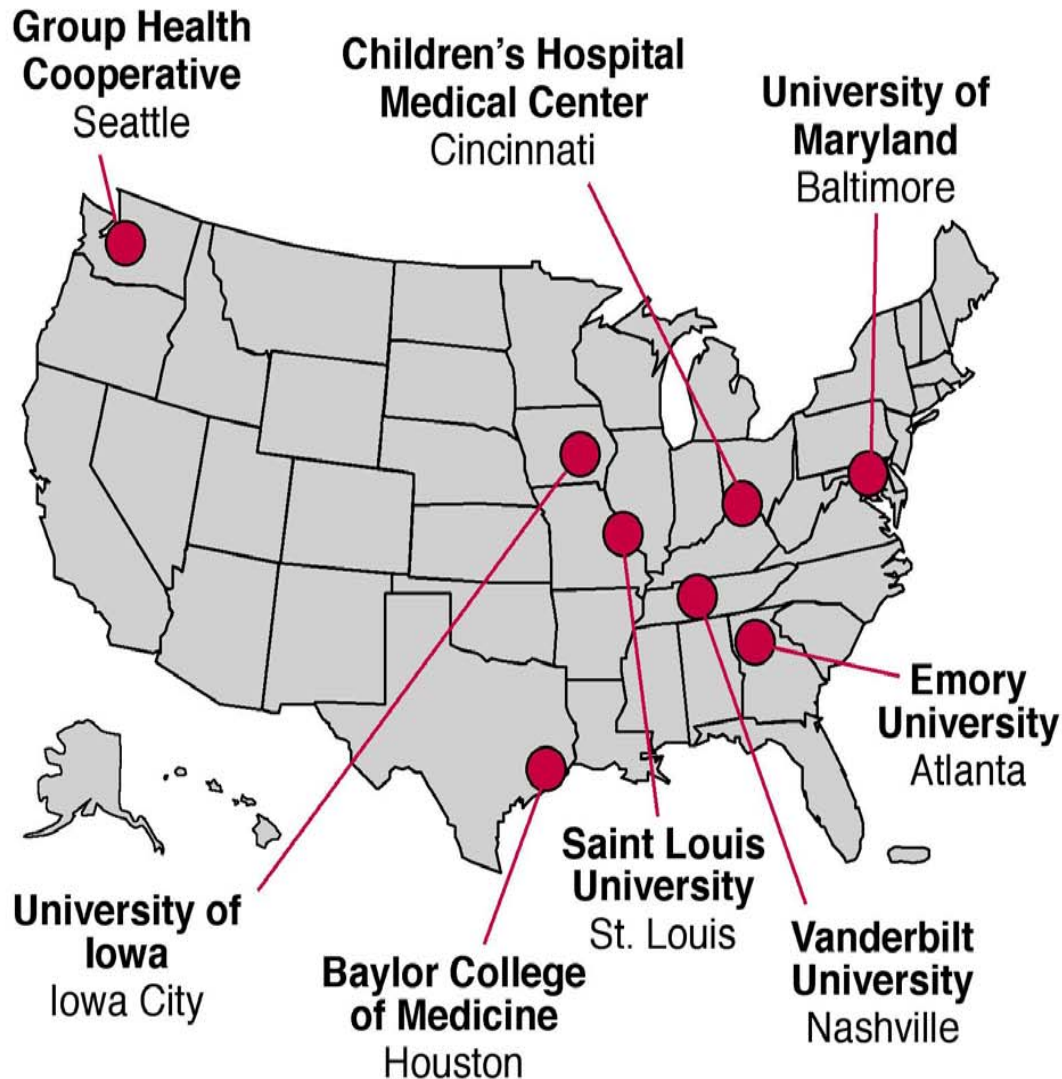 Group Health
Cooperative
Seattle
Children's Hospital
Medical Center
Cincinnati
University of
Maryland
Baltimore
Emory
University
Atlanta
Saint Louis
University
St. Louis
Vanderbilt
University
Nashville
University of
Iowa
Iowa City
Baylor College
of Medicine
Houston